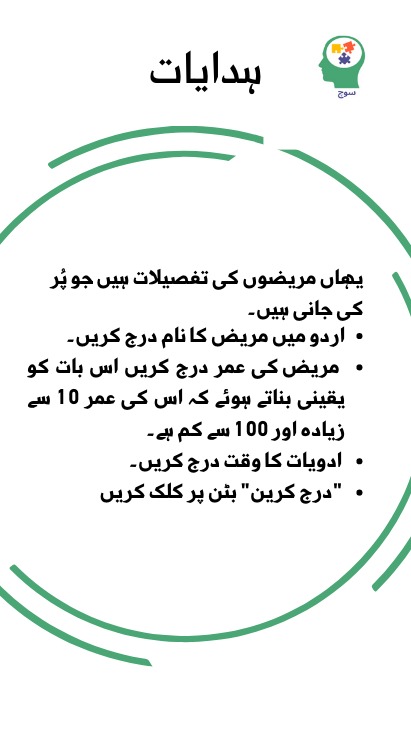 ہدایات
سوچ
یہاں مریضوں کی تفصیلات ہیں جو پُر
کی جانی ہیں۔
• اردو میں مریض کا نام درج کریں۔
• مریض کی عمر درج کریں اس بات کو
یقینی بناتے ہوئے کہ اس کی عمر 10 سے
زیادہ اور 100 سے کم ہے۔
• ادویات کا وقت درج کریں۔
• "درج کرین" بٹن پر کلک کریں